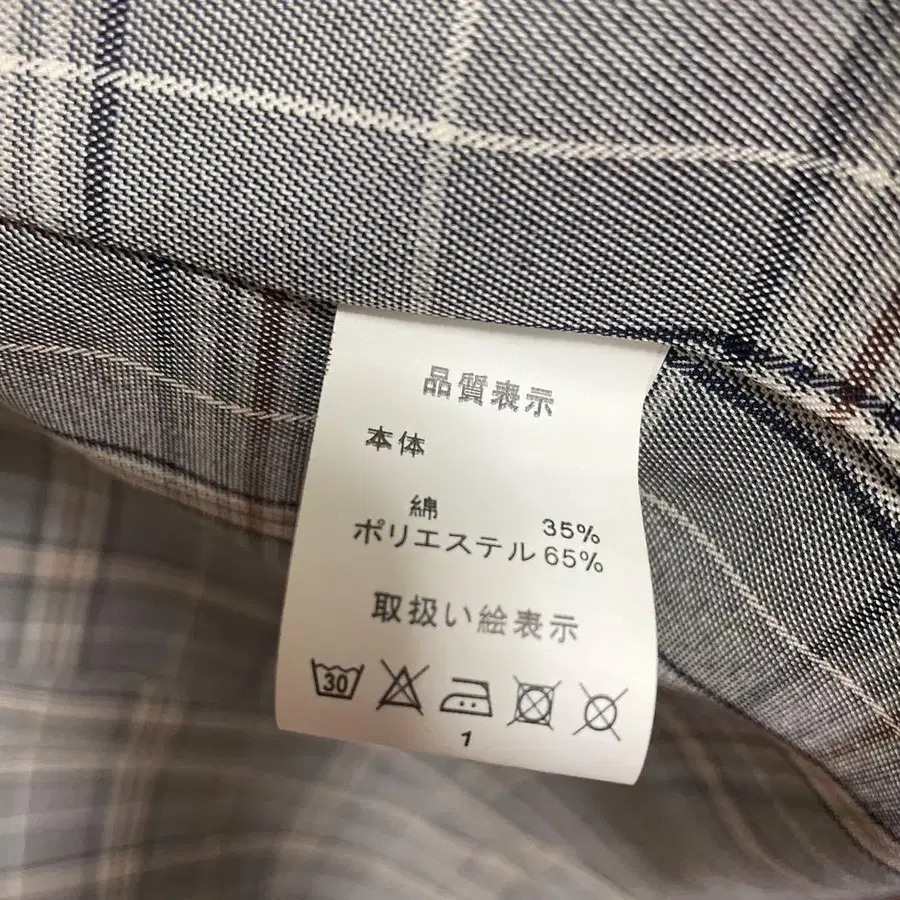 品質表示
本体
綿 35%
ポリエステル 65%
取扱い絵表示
30
1